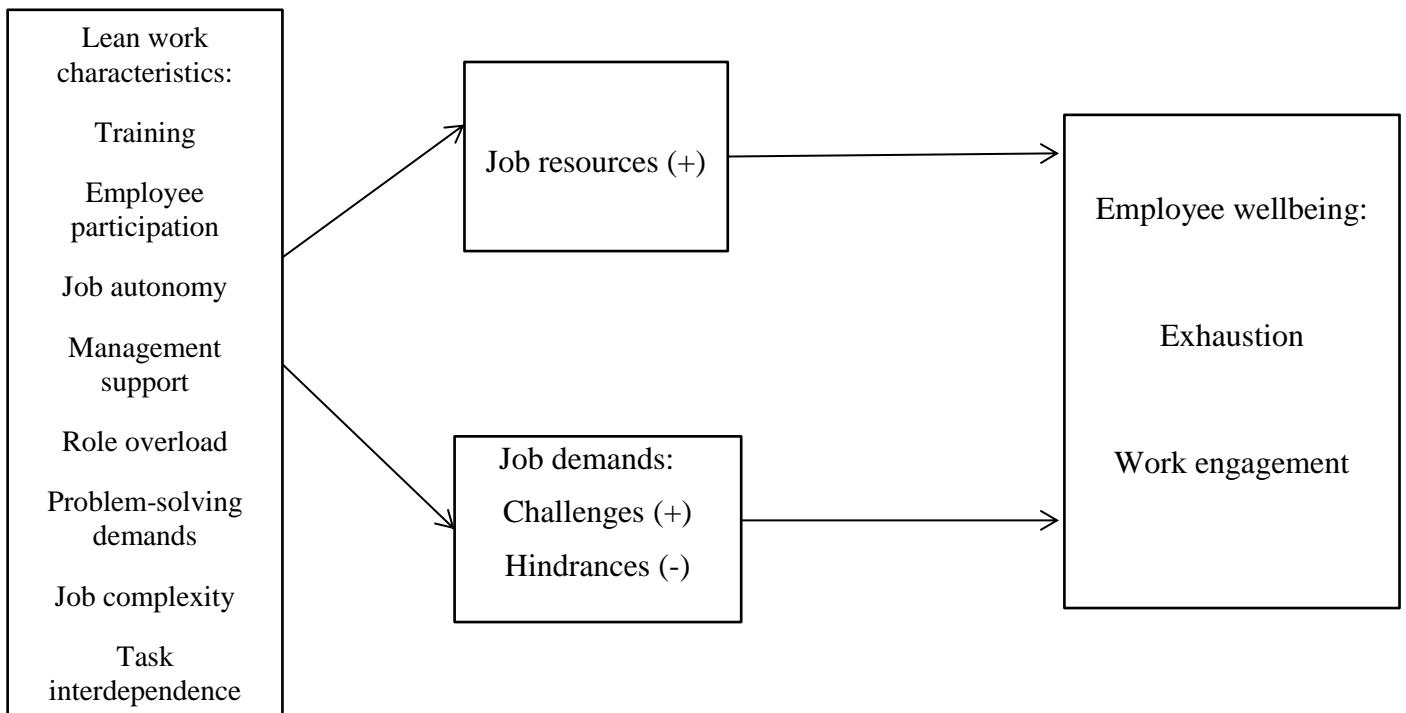 Lean work
characteristics:
Training
Employee
participation
Job autonomy
Management
support
Role overload
Problem-solving
demands
Job complexity
Task
interdependence
Job resources (+)
Job demands:
Challenges (+)
Hindrances (-)
Employee wellbeing:
Exhaustion
Work engagement